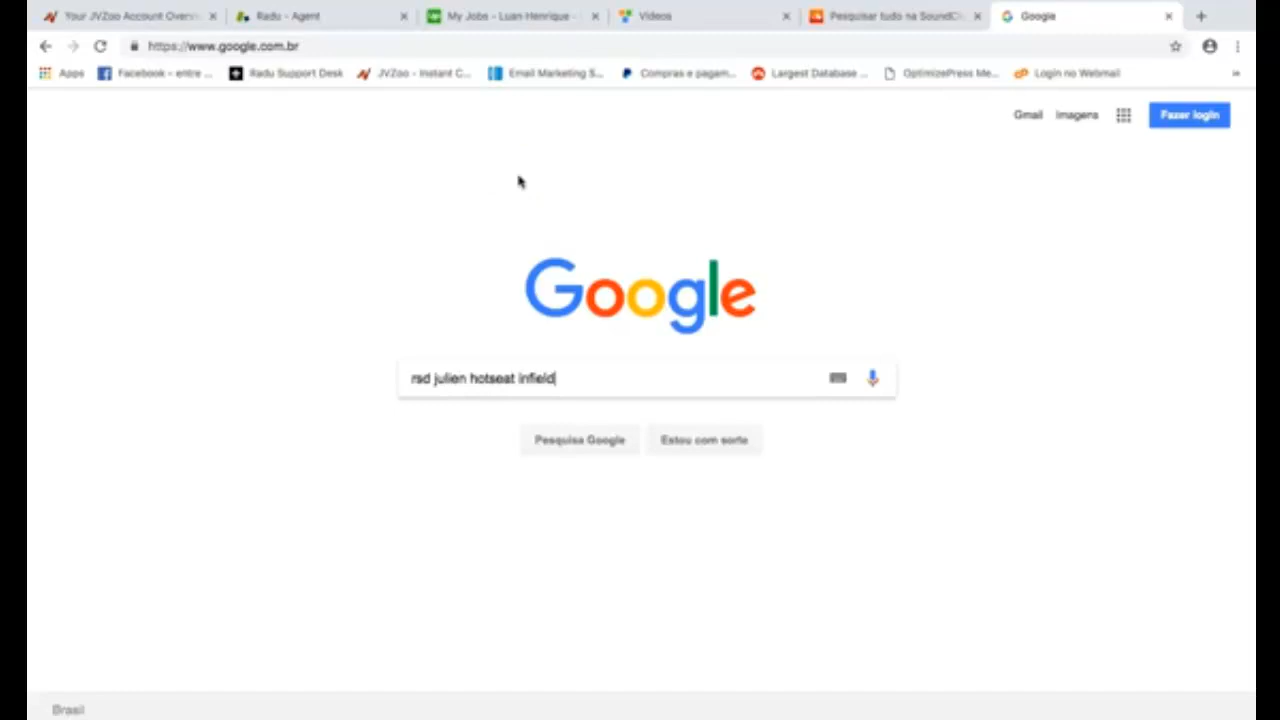 Your JVZoo Account Overv
Radu - Agent
My Jobs - Luan Henrique -
Videos
Pesquisar tudo na SoundCl
Google
https://www.google.com.br
Apps
Facebook - entre ...
Radu Support Desk
JVZoo - Instant C...
Email Marketing S...
Compras e pagam...
Largest Database ...
OptimizePress Me...
Login no Webmail
Gmail
Imagens
Fazer login
Google
rsd julien hotseat infield
Pesquisa Google
Estou com sorte
Brasil